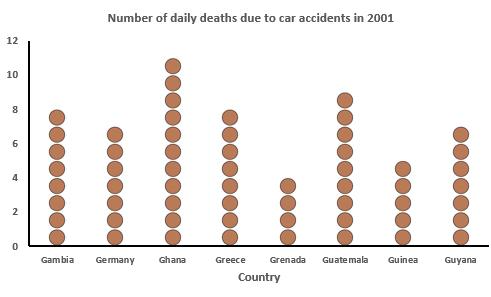 Number of daily deaths due to car accidents in 2001
12
10
8
6
4
2
0
Gambia Germany Ghana Greece Grenada Guatemala Guinea Guyana
Country